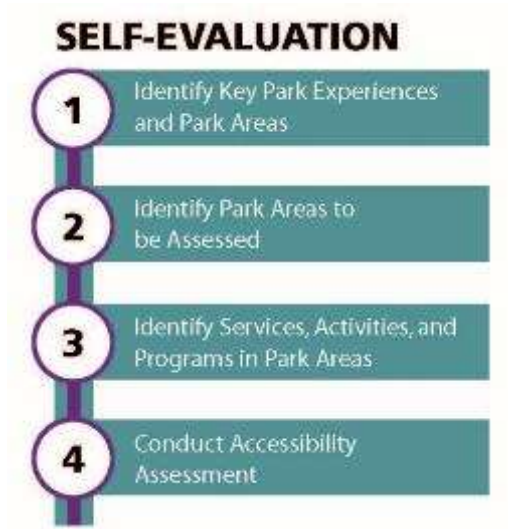 SELF-EVALUATION
1
Identify Key Park Experiences
and Park Areas
2
Identify Park Areas to
be Assessed
3
Identify Services, Activities, and
Programs in Park Areas
4
Conduct Accessibility
Assessment